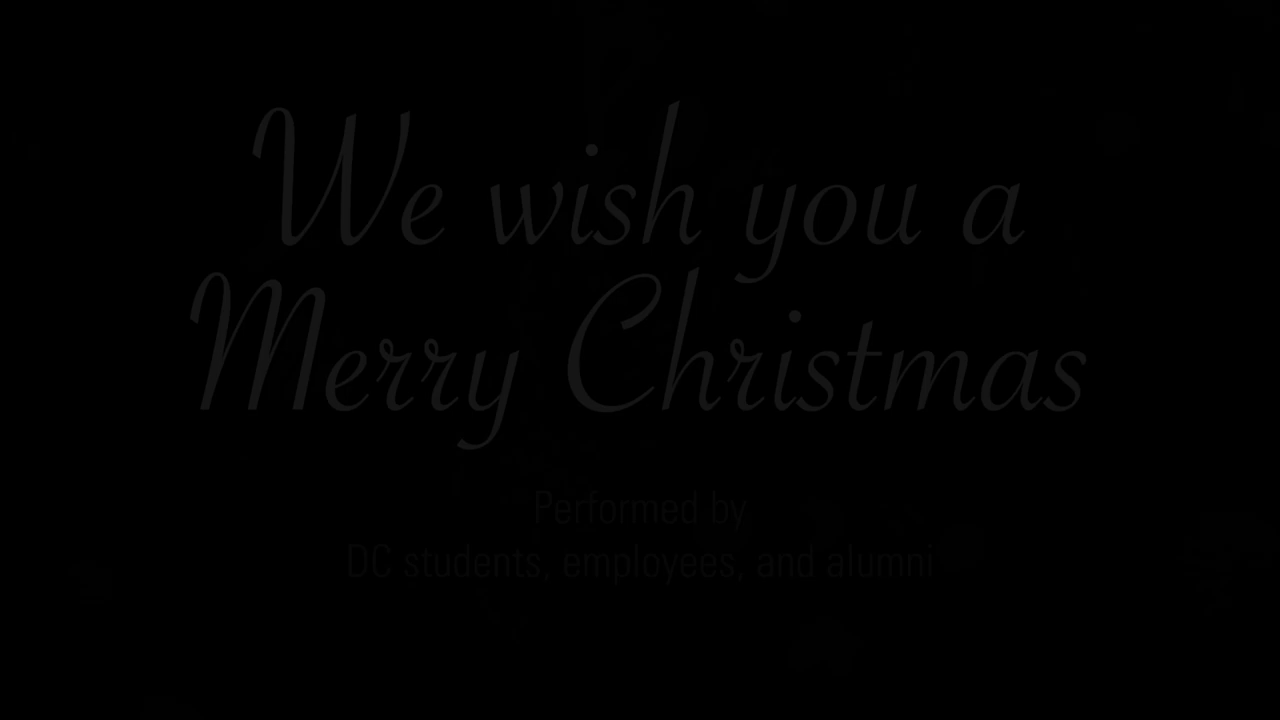 We wish you a
Merry Christmas
Performed by
DC students, employees, and alumni